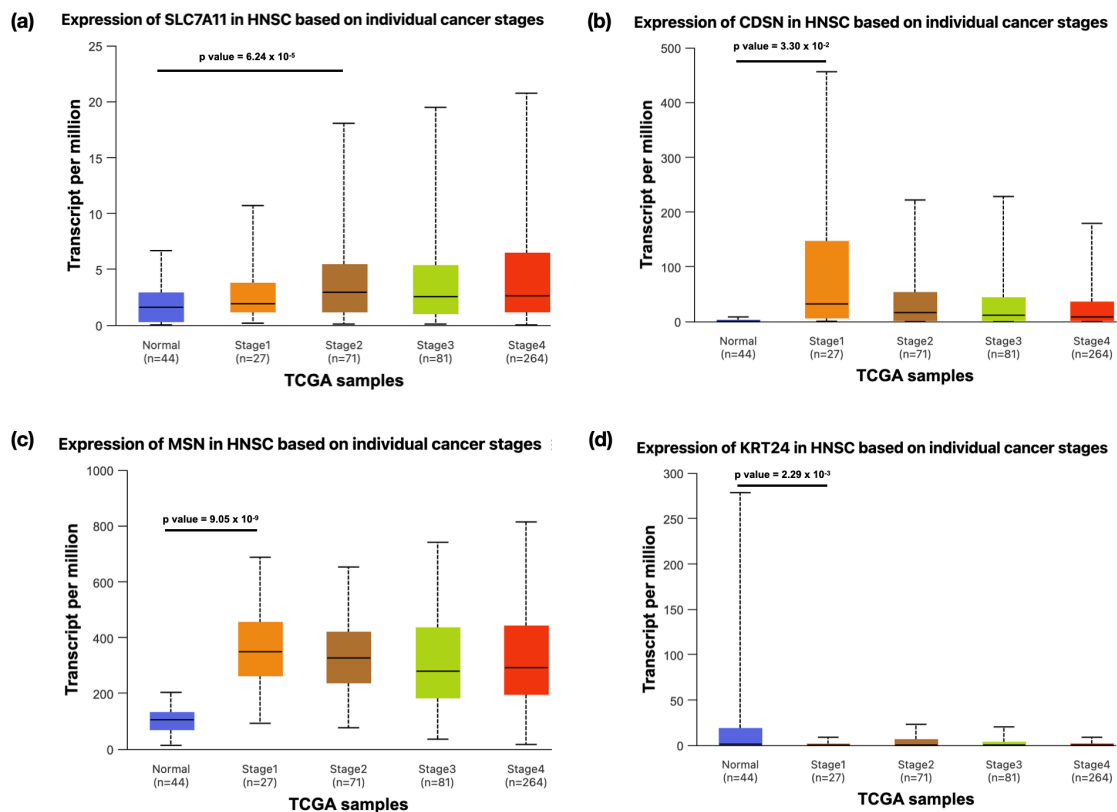 (a)
Expression of SLC7A11 in HNSC based on individual cancer stages
p value = 6.24 x 10-5
25
20
15
10
5
0
Transcript per million
Normal (n=44)
Stage1 (n=27)
Stage2 (n=71)
Stage3 (n=81)
Stage4 (n=264)
TCGA samples
(b)
Expression of CDSN in HNSC based on individual cancer stages
p value = 3.30 x 10-2
500
400
300
200
100
0
Transcript per million
Normal (n=44)
Stage1 (n=27)
Stage2 (n=71)
Stage3 (n=81)
Stage4 (n=264)
TCGA samples
(c)
Expression of MSN in HNSC based on individual cancer stages
p value = 9.05 x 10-9
1000
800
600
400
200
0
Transcript per million
Normal (n=44)
Stage1 (n=27)
Stage2 (n=71)
Stage3 (n=81)
Stage4 (n=264)
TCGA samples
(d)
Expression of KRT24 in HNSC based on individual cancer stages
p value = 2.29 x 10-3
300
250
200
150
100
50
0
Transcript per million
Normal (n=44)
Stage1 (n=27)
Stage2 (n=71)
Stage3 (n=81)
Stage4 (n=264)
TCGA samples